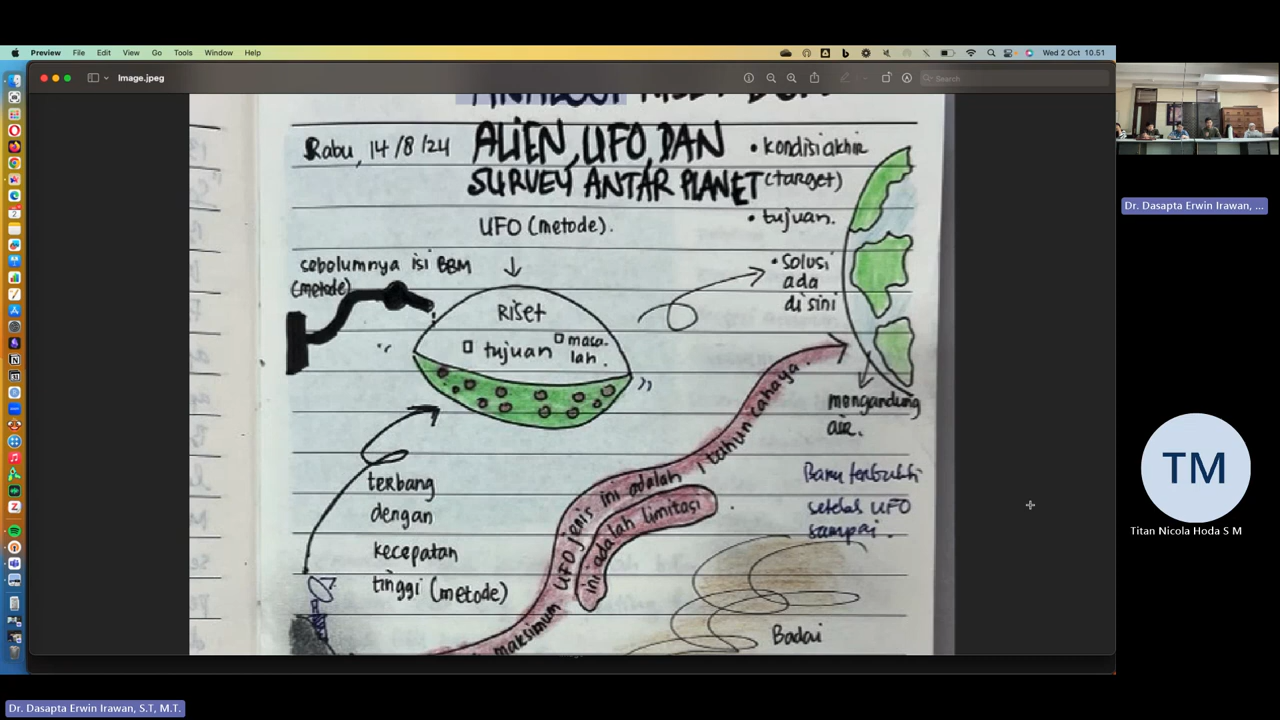 Preview File Edit View Go Tools Window Help
Wed 2 Oct 10.51
Image.jpeg
Search
Rabu, 14/8/24
ALIEN, UFO, DAN
SURVEY ANTAR PLANET
• kondisi akhir
(target)
• tujuan.
UFO (metode).
sebelumnya isi BBM
(metode)
• solusi
ada
di sini
Riset
tujuan
masa-
lah.
mengandung
air.
terbang
dengan
kecepatan
tinggi (metode)
maksimum UFO jenis ini adalah 1 tahun cahaya.
ini adalah limitasi
Baru terbukti
setelah UFO
sampai.
Badai
Dr. Dasapta Erwin Irawan, ...
TM
Titan Nicola Hoda S M
Dr. Dasapta Erwin Irawan, S.T, M.T.